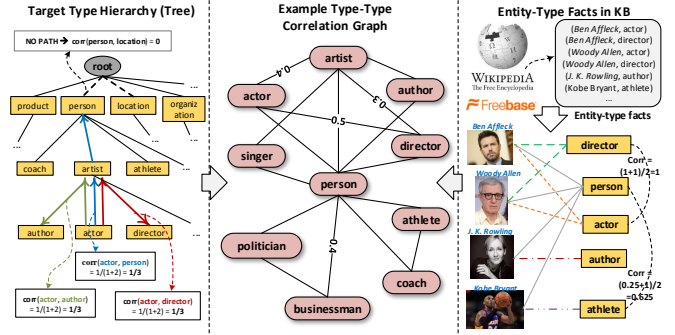 Target Type Hierarchy (Tree)
NO PATH ➔ corr(person, location) = 0
root
...
product
person
location
organiz
ation
...
...
coach
artist
athlete
...
...
author
actor
director
corr(actor, person)
= 1/(1+2) = 1/3
corr(actor, author)
= 1/(1+2) = 1/3
corr(actor, director)
= 1/(1+2) = 1/3
Example Type-Type
Correlation Graph
artist
0.4
actor
author
0.3
0.5
director
singer
person
athlete
politician
0.4
coach
businessman
Entity-Type Facts in KB
WIKIPEDIA
The Free Encyclopedia
Freebase
(Ben Affleck, actor)
(Ben Affleck, director)
(Woody Allen, actor)
(Woody Allen, director)
(J. K. Rowling, author)
(Kobe Bryant, athlete)
...
Entity-type facts
Ben Affleck
director
Corr =
(1+1)/2=1
Woody Allen
person
actor
J. K. Rowling
author
Corr =
(0.25+1)/2
=0.625
Kobe Bryant
athlete